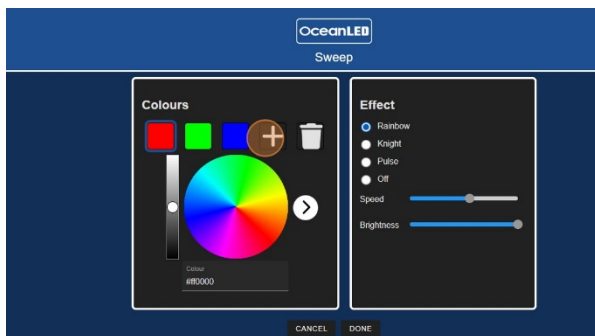 OceanLED
Sweep
Colours
Colour
#ff0000
Effect
Rainbow
Knight
Pulse
Off
Speed
Brightness
CANCEL DONE